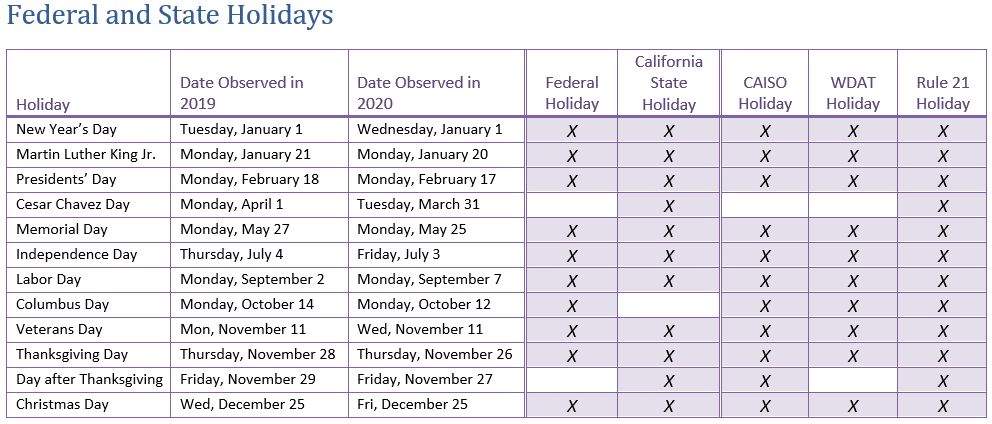 Federal and State Holidays
Holiday Date Observed in 2019 Date Observed in 2020 Federal Holiday California State Holiday CAISO Holiday WDAT Holiday Rule 21 Holiday
New Year’s Day Tuesday, January 1 Wednesday, January 1 X X X X X
Martin Luther King Jr. Monday, January 21 Monday, January 20 X X X X X
Presidents’ Day Monday, February 18 Monday, February 17 X X X X X
Cesar Chavez Day Monday, April 1 Tuesday, March 31 X X
Memorial Day Monday, May 27 Monday, May 25 X X X X X
Independence Day Thursday, July 4 Friday, July 3 X X X X X
Labor Day Monday, September 2 Monday, September 7 X X X X X
Columbus Day Monday, October 14 Monday, October 12 X X X X
Veterans Day Mon, November 11 Wed, November 11 X X X X X
Thanksgiving Day Thursday, November 28 Thursday, November 26 X X X X X
Day after Thanksgiving Friday, November 29 Friday, November 27 X X X
Christmas Day Wed, December 25 Fri, December 25 X X X X X